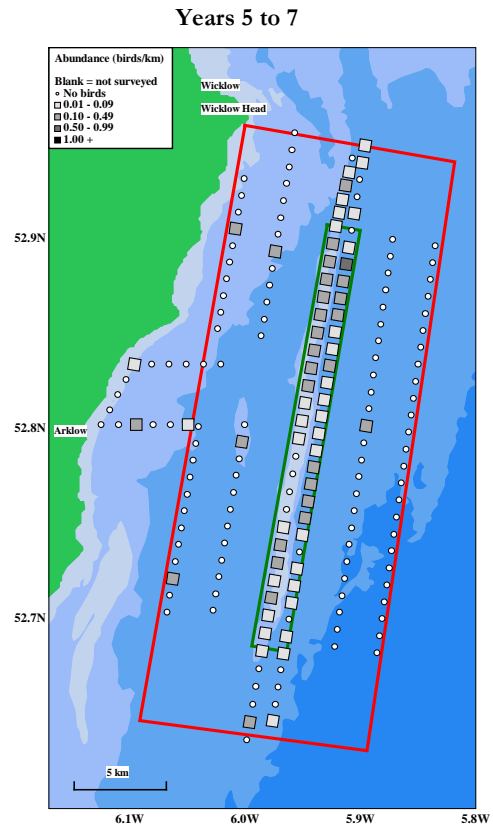 Years 5 to 7
Abundance (birds/km)
Blank = not surveyed
No birds
0.01 - 0.09
0.10 - 0.49
0.50 - 0.99
1.00 +
Wicklow
Wicklow Head
52.9N
52.8N
Arklow
52.7N
5 km
6.1W 6.0W 5.9W 5.8W